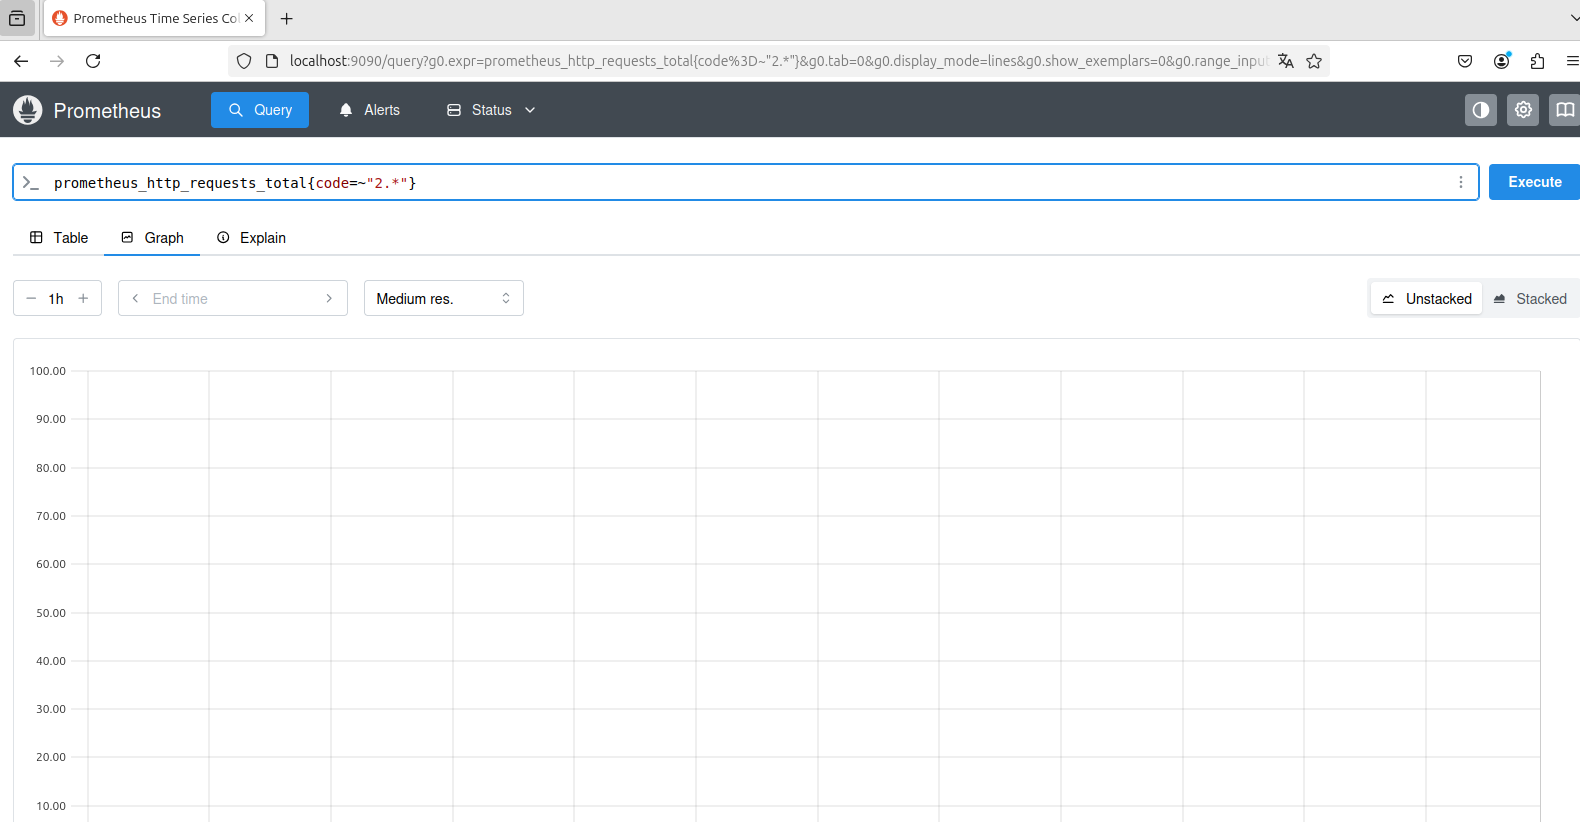 Prometheus Time Series Co
localhost:9090/query?g0.expr=prometheus_http_requests_total{code%3D~"2.*"}&g0.tab=0&g0.display_mode=lines&g0.show_exemplars=0&g0.range_input
Prometheus Query Alerts Status
prometheus_http_requests_total{code=~"2.*"} Execute
Table Graph Explain
1h End time Medium res. Unstacked Stacked
100.00
90.00
80.00
70.00
60.00
50.00
40.00
30.00
20.00
10.00